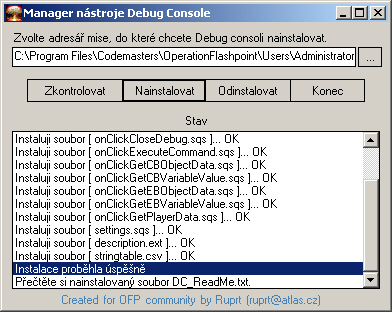 Manager nástroje Debug Console
Zvolte adresář mise, do které chcete Debug consoli nainstalovat.
C:\Program Files\Codemasters\OperationFlashpoint\Users\Administrator
...
Zkontrolovat
Nainstalovat
Odinstalovat
Konec
Stav
Instaluji soubor [ onClickCloseDebug.sqs ]... OK
Instaluji soubor [ onClickExecuteCommand.sqs ]... OK
Instaluji soubor [ onClickGetCBObjectData.sqs ]... OK
Instaluji soubor [ onClickGetCBVariableValue.sqs ]... OK
Instaluji soubor [ onClickGetEBObjectData.sqs ]... OK
Instaluji soubor [ onClickGetEBVariableValue.sqs ]... OK
Instaluji soubor [ onClickGetPlayerData.sqs ]... OK
Instaluji soubor [ settings.sqs ]... OK
Instaluji soubor [ description.ext ]... OK
Instaluji soubor [ stringtable.csv ]... OK
Instalace proběhla úspěšně
Přečtěte si nainstalovaný soubor DC_ReadMe.txt.
Created for OFP community by Ruprt (ruprt@atlas.cz)